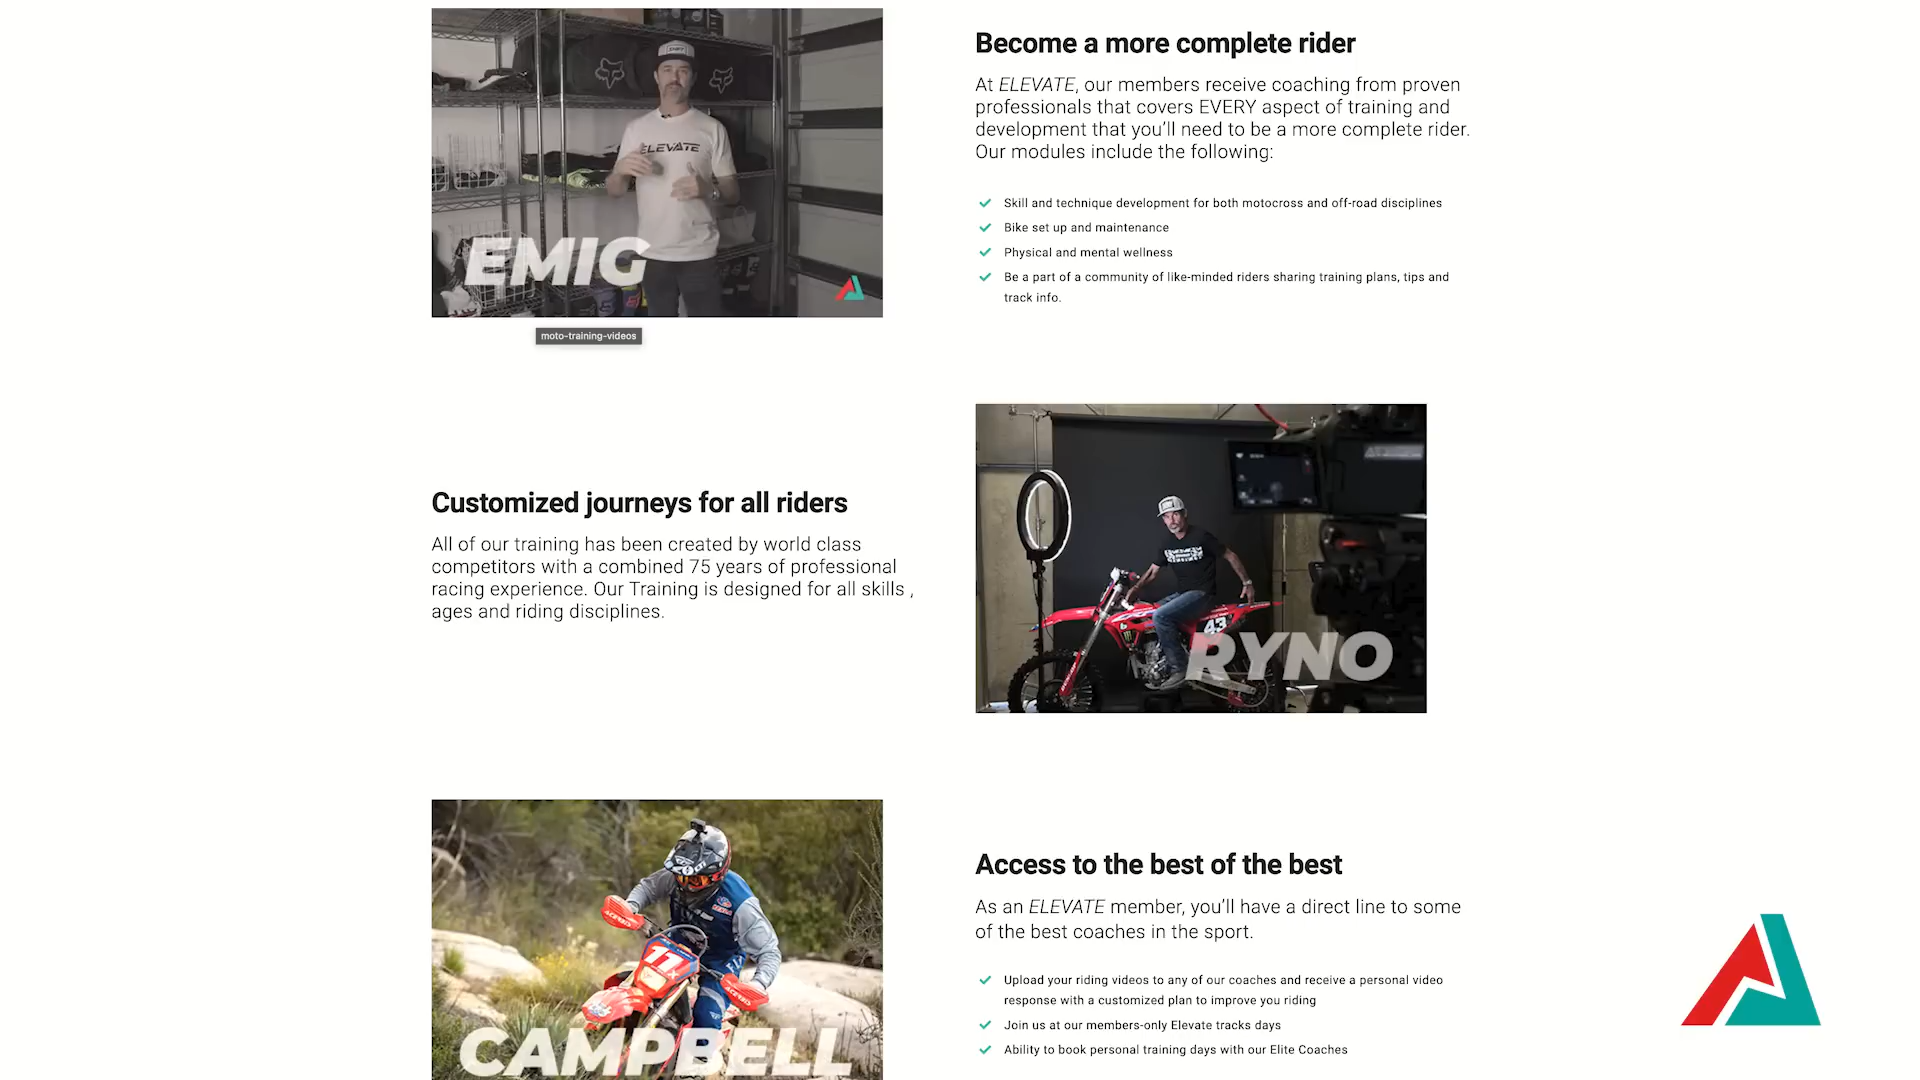 ELEVATE
EMIG
moto-training-videos
Become a more complete rider
At ELEVATE, our members receive coaching from proven
professionals that covers EVERY aspect of training and
development that you'll need to be a more complete rider.
Our modules include the following:
Skill and technique development for both motocross and off-road disciplines
Bike set up and maintenance
Physical and mental wellness
Be a part of a community of like-minded riders sharing training plans, tips and
track info.
Customized journeys for all riders
All of our training has been created by world class
competitors with a combined 75 years of professional
racing experience. Our Training is designed for all skills ,
ages and riding disciplines.
43
RYNO
11x
ACERBIS
ACERBIS
CAMPBELL
Access to the best of the best
As an ELEVATE member, you'll have a direct line to some
of the best coaches in the sport.
Upload your riding videos to any of our coaches and receive a personal video
response with a customized plan to improve you riding
Join us at our members-only Elevate tracks days
Ability to book personal training days with our Elite Coaches